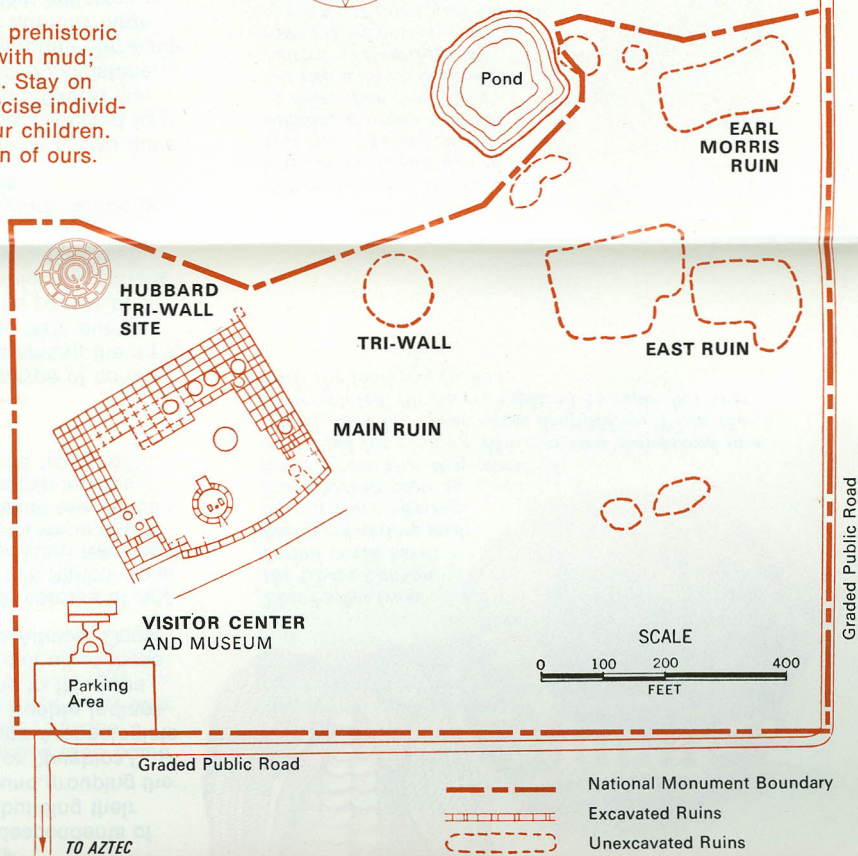 prehistoric
with mud;
. Stay on
rcise individ-
ur children.
n of ours.
Pond
EARL
MORRIS
RUIN
HUBBARD
TRI-WALL
SITE
TRI-WALL
EAST RUIN
MAIN RUIN
Graded Public Road
VISITOR CENTER
AND MUSEUM
SCALE
0 100 200 400
FEET
Parking
Area
Graded Public Road
National Monument Boundary
Excavated Ruins
Unexcavated Ruins
TO AZTEC